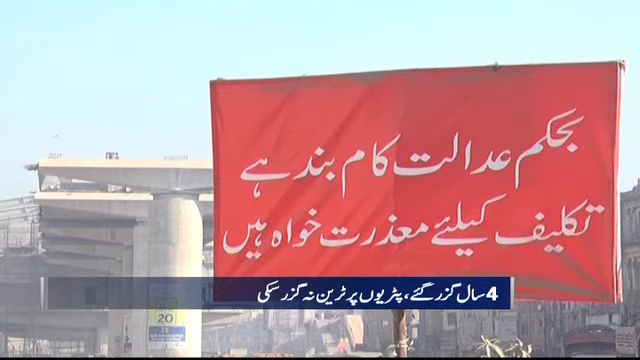 بحکم عدالت کام بند ہے
تکلیف کیلئے معذرت خواہ ہیں
4 سال گزر گئے، پٹریوں پر ٹرین نہ گزر سکی
20